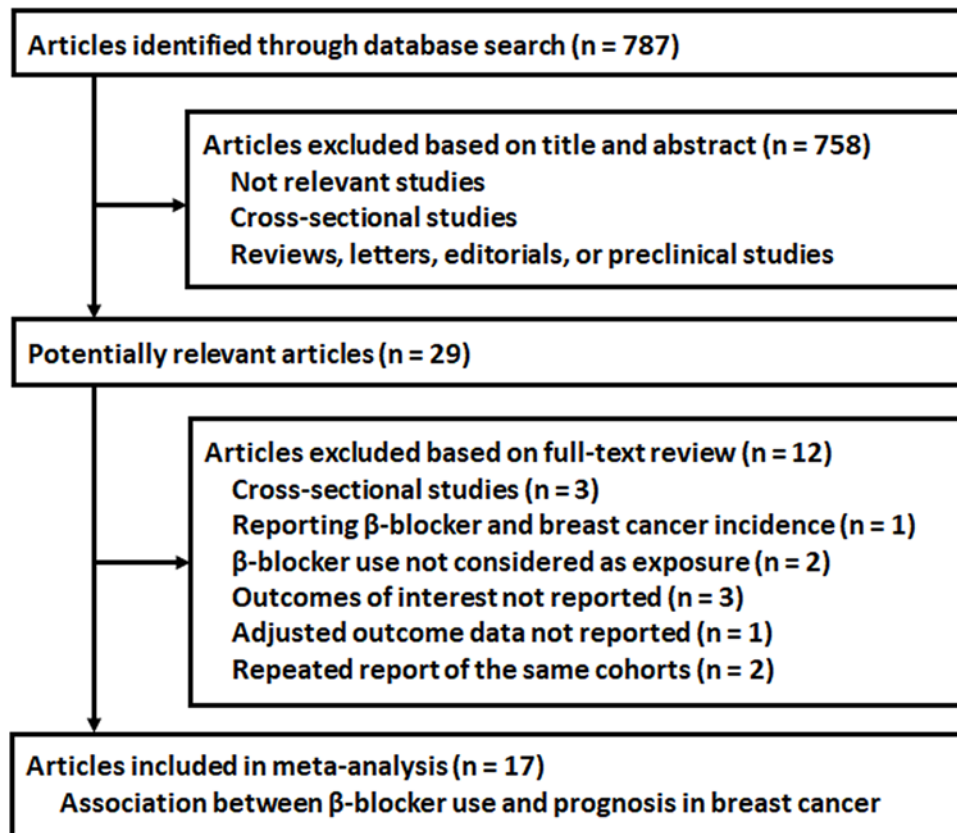 Articles identified through database search (n = 787)
Articles excluded based on title and abstract (n = 758)
Not relevant studies
Cross-sectional studies
Reviews, letters, editorials, or preclinical studies
Potentially relevant articles (n = 29)
Articles excluded based on full-text review (n = 12)
Cross-sectional studies (n = 3)
Reporting β-blocker and breast cancer incidence (n = 1)
β-blocker use not considered as exposure (n = 2)
Outcomes of interest not reported (n = 3)
Adjusted outcome data not reported (n = 1)
Repeated report of the same cohorts (n = 2)
Articles included in meta-analysis (n = 17)
Association between β-blocker use and prognosis in breast cancer